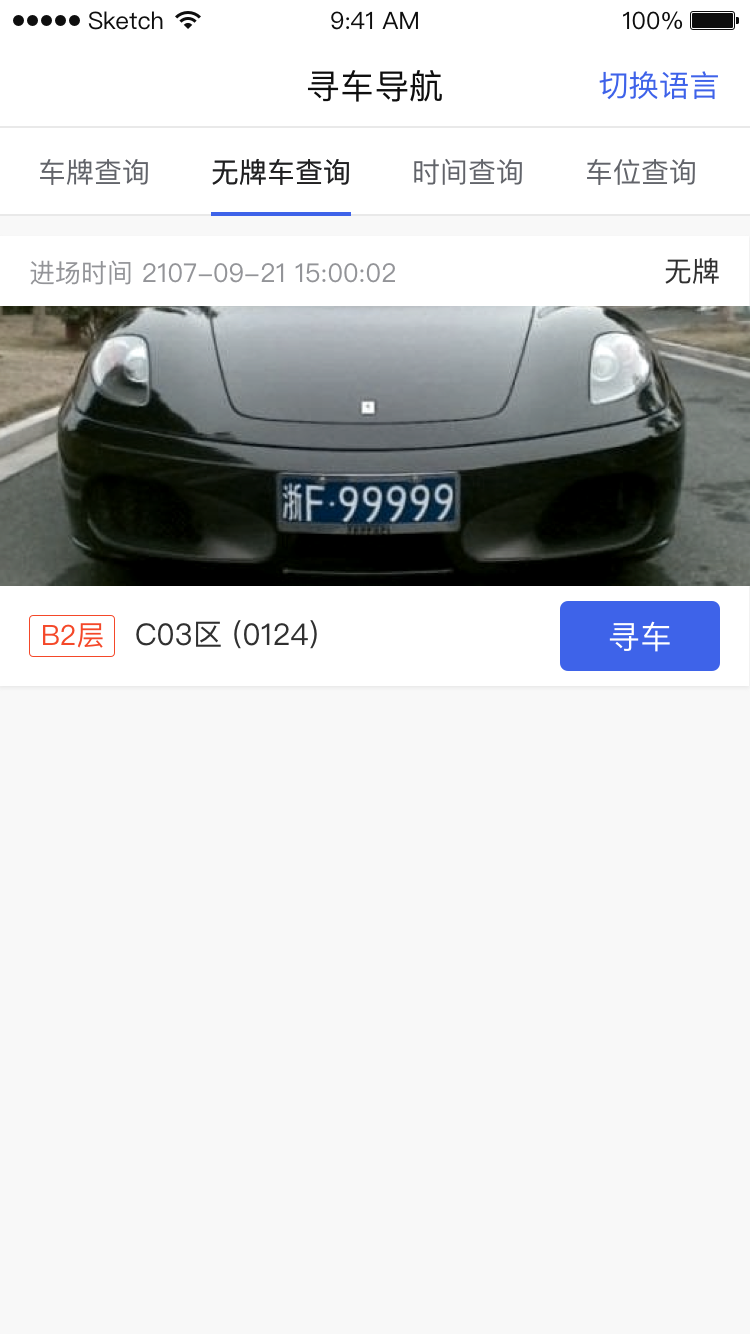 ●●●●● Sketch 9:41 AM 100%
寻车导航 切换语言
车牌查询 无牌车查询 时间查询 车位查询
进场时间 2107-09-21 15:00:02 无牌
浙F·99999
Ferrari
B2层 C03区 (0124) 寻车